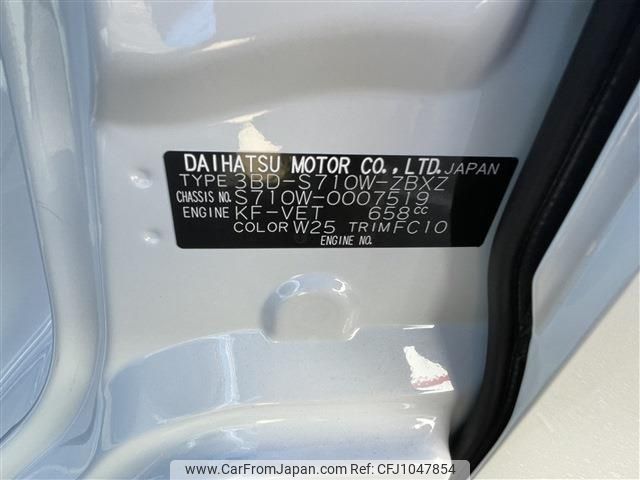 DAIHATSU MOTOR CO., LTD. JAPAN
TYPE 3BD-S710W-ZBXZ
CHASSIS NO. S710W-0007519
ENGINE KF-VET 658cc
COLOR W25 TRIM FC10
ENGINE NO.
www.CarFromJapan.com - CFJ1047854